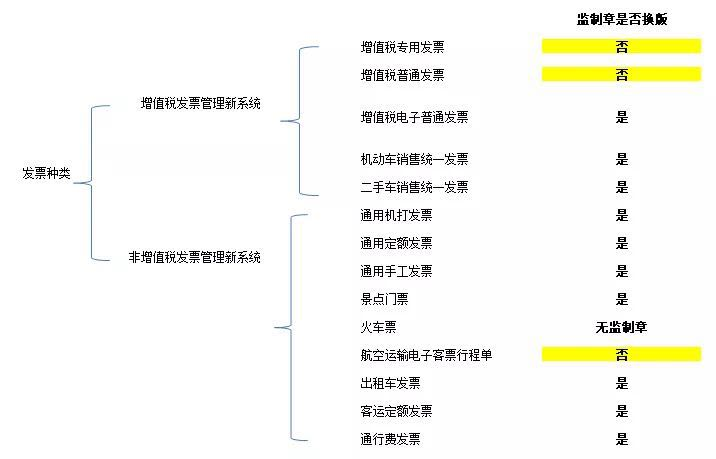 监制章是否换版
增值税专用发票 否
增值税普通发票 否
增值税发票管理新系统
增值税电子普通发票 是
机动车销售统一发票 是
发票种类
二手车销售统一发票 是
通用机打发票 是
通用定额发票 是
非增值税发票管理新系统
通用手工发票 是
景点门票 是
火车票 无监制章
航空运输电子客票行程单 否
出租车发票 是
客运定额发票 是
通行费发票 是